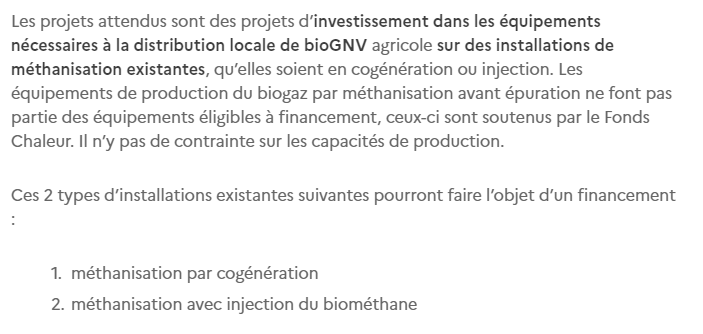 Les projets attendus sont des projets d’investissement dans les équipements
nécessaires à la distribution locale de bioGNV agricole sur des installations de
méthanisation existantes, qu’elles soient en cogénération ou injection. Les
équipements de production du biogaz par méthanisation avant épuration ne font pas
partie des équipements éligibles à financement, ceux-ci sont soutenus par le Fonds
Chaleur. Il n’y pas de contrainte sur les capacités de production.
Ces 2 types d’installations existantes suivantes pourront faire l’objet d’un financement
:
1. méthanisation par cogénération
2. méthanisation avec injection du biométhane